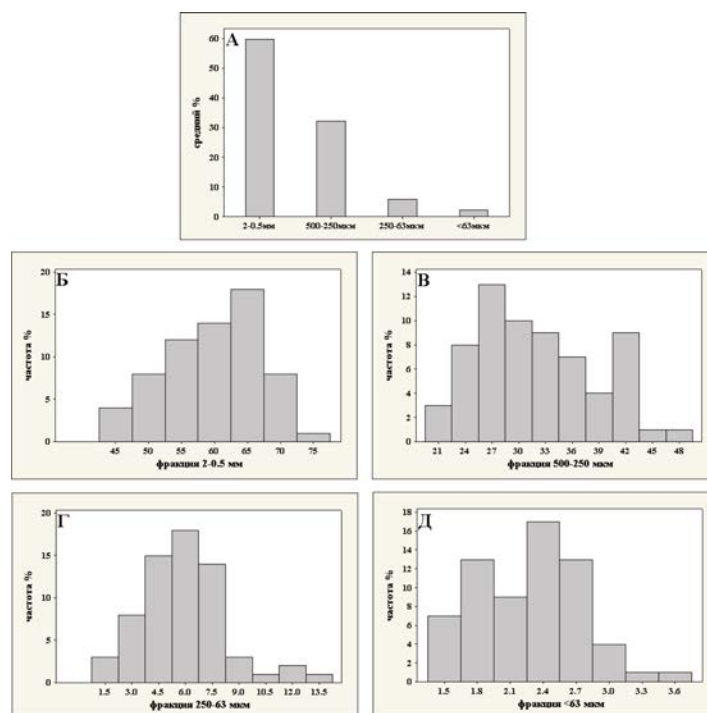 А
60
50
40
30
20
10
0
средний %
2-0.5мм 500-250мкм 250-63мкм <63мкм
Б
20
15
10
5
0
частота %
45 50 55 60 65 70 75
фракция 2-0.5 мм
В
14
12
10
8
6
4
2
0
частота %
21 24 27 30 33 36 39 42 45 48
фракция 500-250 мкм
Г
20
15
10
5
0
частота %
1.5 3.0 4.5 6.0 7.5 9.0 10.5 12.0 13.5
фракция 250-63 мкм
Д
18
16
14
12
10
8
6
4
2
0
частота %
1.5 1.8 2.1 2.4 2.7 3.0 3.3 3.6
фракция <63 мкм